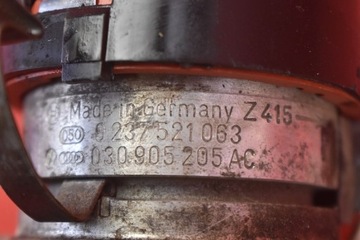 Made in Germany Z415
0 237 521 063
030 905 205 AC